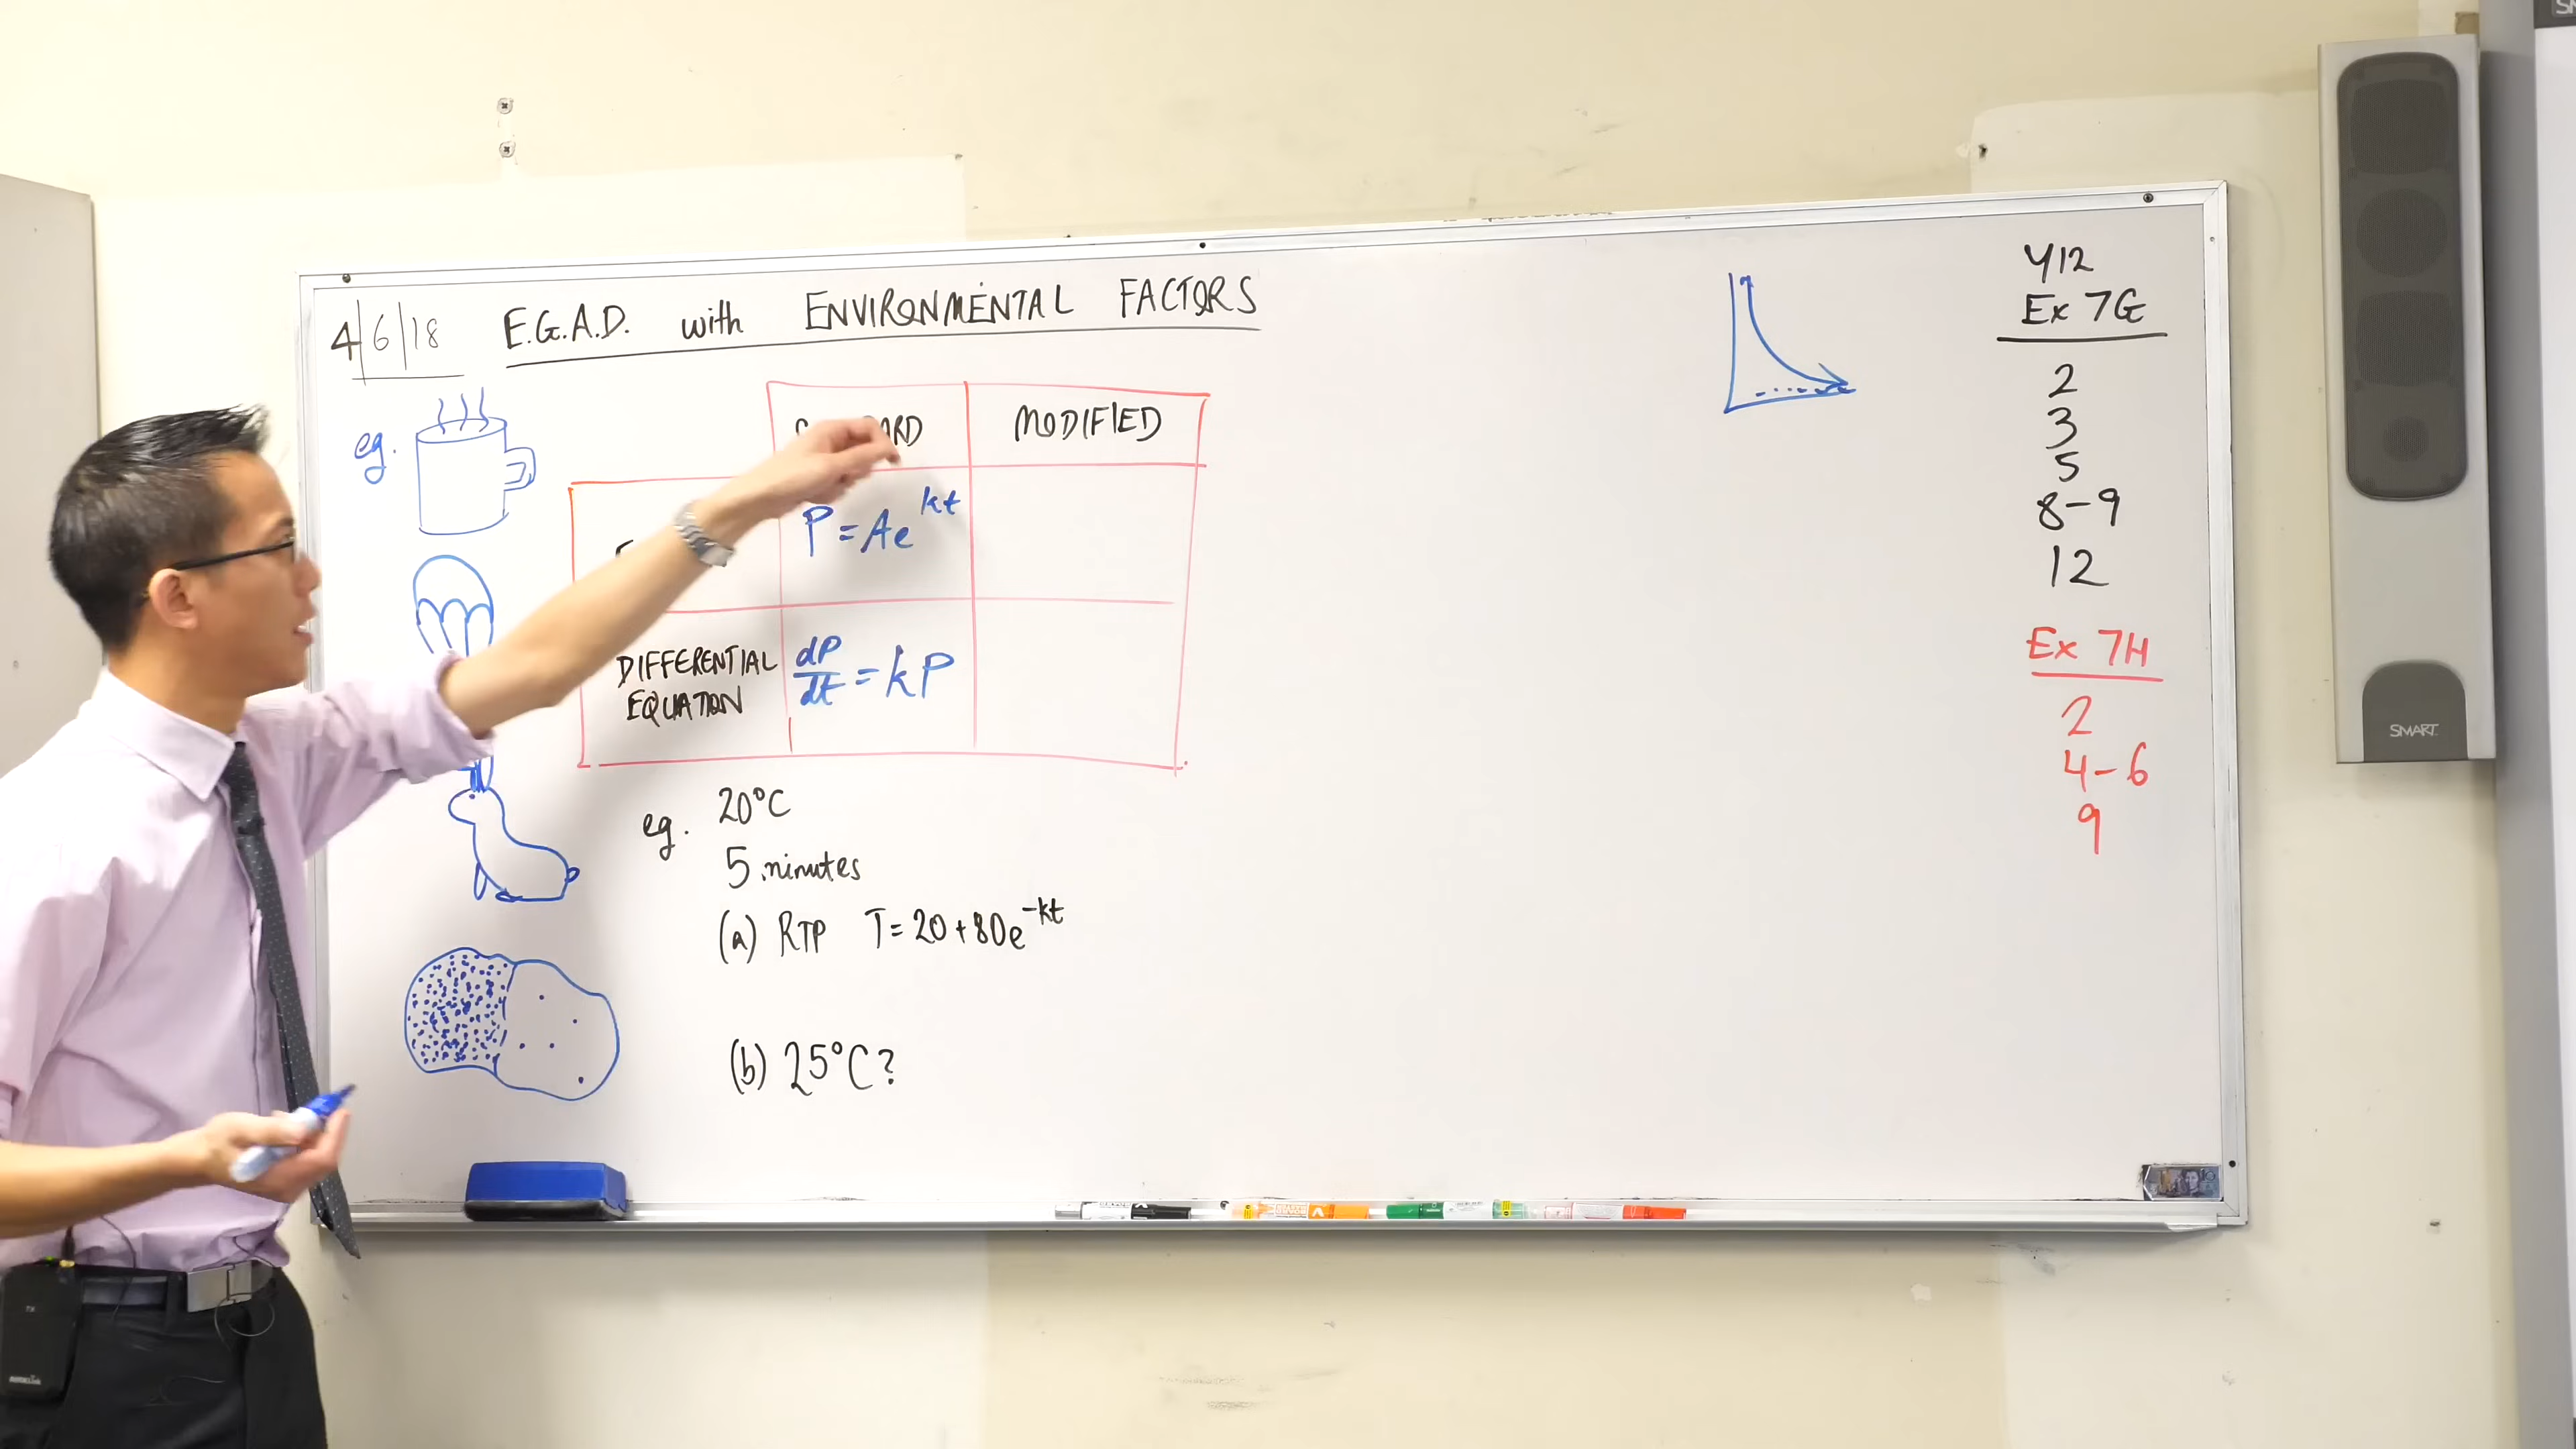 4/6/18 E.G.A.D. with ENVIRONMENTAL FACTORS
eg.
MODIFIED
P = Ae^kt
DIFFERENTIAL
EQUATION
dP/dt = kP
eg. 20°C
5 minutes
(a) RTP T = 20 + 80e^-kt
(b) 25°C?
Y12
Ex 7G
2
3
5
8-9
12
Ex 7H
2
4-6
9
SMART